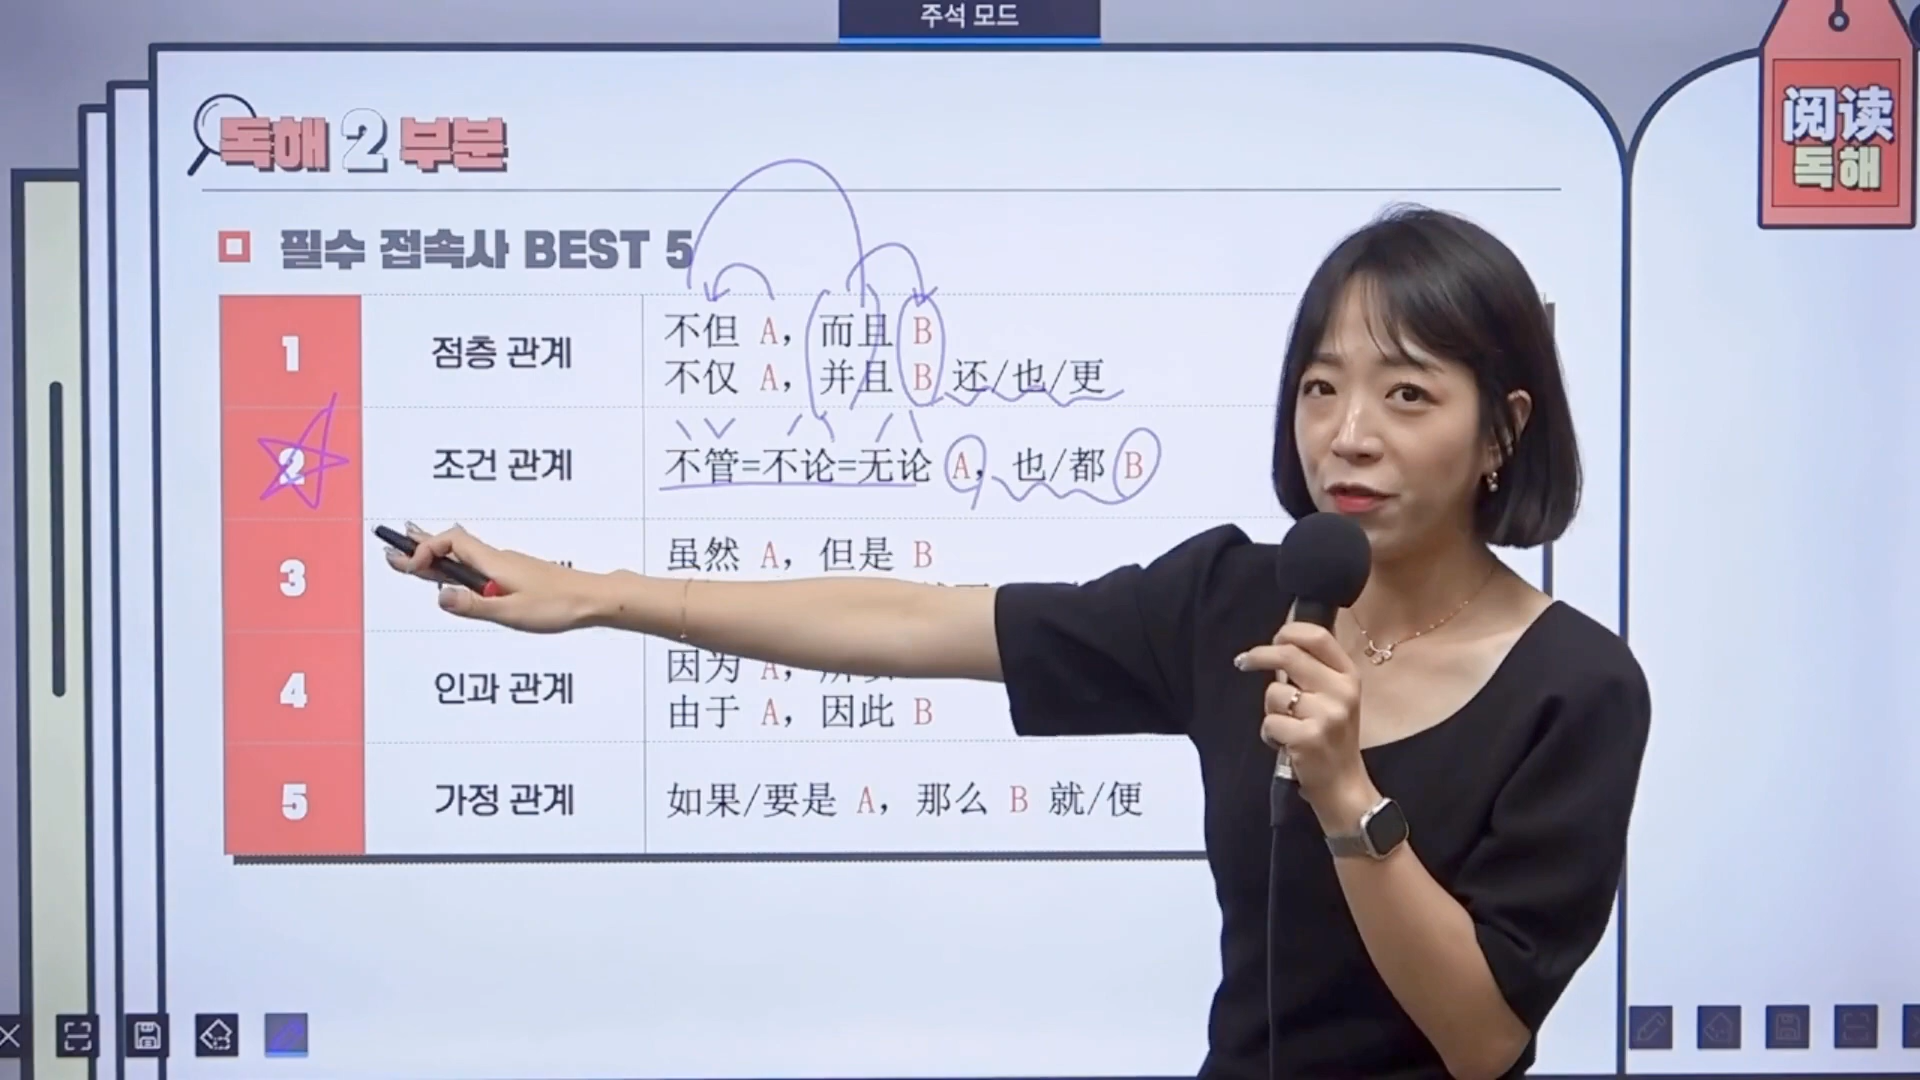 주석 모드
阅读
독해
독해 2 부분
필수 접속사 BEST 5
1
점층 관계
不但 A，而且 B
不仅 A，并且 B 还/也/更
2
조건 관계
不管=不论=无论 A，也/都 B
3
虽然 A，但是 B
4
인과 관계
因为 A，
由于 A，因此 B
5
가정 관계
如果/要是 A，那么 B 就/便